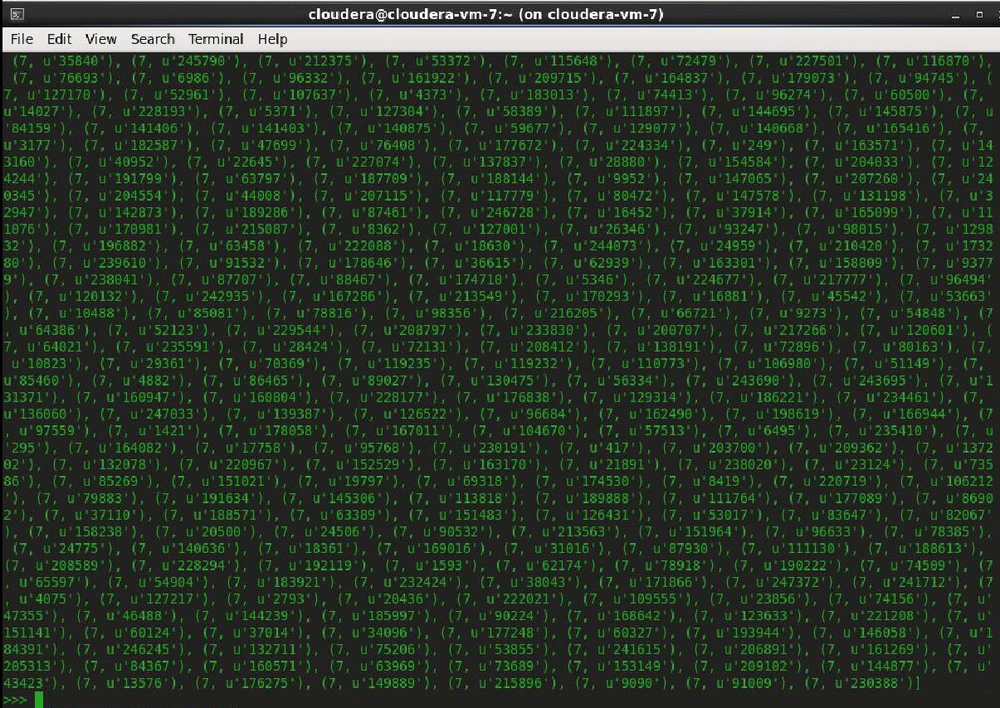 cloudera@cloudera-vm-7:~ (on cloudera-vm-7)
File Edit View Search Terminal Help
 (7, u'35840'), (7, u'245790'), (7, u'212375'), (7, u'53372'), (7, u'115648'), (7, u'72479'), (7, u'227501'), (7, u'116870'),
 (7, u'76693'), (7, u'6986'), (7, u'96332'), (7, u'161922'), (7, u'209715'), (7, u'164837'), (7, u'179073'), (7, u'94745'), (
7, u'127170'), (7, u'52961'), (7, u'107637'), (7, u'4373'), (7, u'183013'), (7, u'74413'), (7, u'96274'), (7, u'60500'), (7,
u'14027'), (7, u'228193'), (7, u'5371'), (7, u'127304'), (7, u'58389'), (7, u'111897'), (7, u'144695'), (7, u'145875'), (7, u
'84159'), (7, u'141406'), (7, u'141403'), (7, u'140875'), (7, u'59677'), (7, u'129077'), (7, u'140668'), (7, u'165416'), (7,
u'3177'), (7, u'182587'), (7, u'47699'), (7, u'76408'), (7, u'177672'), (7, u'224334'), (7, u'249'), (7, u'163571'), (7, u'14
3160'), (7, u'40952'), (7, u'22645'), (7, u'227074'), (7, u'137837'), (7, u'28880'), (7, u'154584'), (7, u'204033'), (7, u'12
4244'), (7, u'191799'), (7, u'63797'), (7, u'187709'), (7, u'188144'), (7, u'9952'), (7, u'147065'), (7, u'207260'), (7, u'24
0345'), (7, u'204554'), (7, u'44008'), (7, u'207115'), (7, u'117779'), (7, u'80472'), (7, u'147578'), (7, u'131198'), (7, u'3
2947'), (7, u'142873'), (7, u'189286'), (7, u'87461'), (7, u'246728'), (7, u'16452'), (7, u'37914'), (7, u'165099'), (7, u'11
1076'), (7, u'170981'), (7, u'215087'), (7, u'8362'), (7, u'127001'), (7, u'26346'), (7, u'93247'), (7, u'98015'), (7, u'1298
32'), (7, u'196882'), (7, u'63458'), (7, u'222088'), (7, u'18630'), (7, u'244073'), (7, u'24959'), (7, u'210420'), (7, u'1732
80'), (7, u'239610'), (7, u'91532'), (7, u'178646'), (7, u'36615'), (7, u'62939'), (7, u'163301'), (7, u'158809'), (7, u'9377
9'), (7, u'238041'), (7, u'87707'), (7, u'88467'), (7, u'174710'), (7, u'5346'), (7, u'224677'), (7, u'217777'), (7, u'96494'
), (7, u'120132'), (7, u'242935'), (7, u'167286'), (7, u'213549'), (7, u'170293'), (7, u'16881'), (7, u'45542'), (7, u'53663'
), (7, u'10488'), (7, u'85081'), (7, u'78816'), (7, u'98356'), (7, u'216205'), (7, u'66721'), (7, u'9273'), (7, u'54848'), (7
, u'64386'), (7, u'52123'), (7, u'229544'), (7, u'208797'), (7, u'233830'), (7, u'200707'), (7, u'217266'), (7, u'120601'), (
7, u'64021'), (7, u'235591'), (7, u'28424'), (7, u'72131'), (7, u'208412'), (7, u'138191'), (7, u'72896'), (7, u'80163'), (7,
 u'10823'), (7, u'29361'), (7, u'70369'), (7, u'119235'), (7, u'119232'), (7, u'110773'), (7, u'106980'), (7, u'51149'), (7,
u'85460'), (7, u'4882'), (7, u'86465'), (7, u'89027'), (7, u'130475'), (7, u'56334'), (7, u'243690'), (7, u'243695'), (7, u'1
31371'), (7, u'160947'), (7, u'160804'), (7, u'228177'), (7, u'176838'), (7, u'129314'), (7, u'186221'), (7, u'234461'), (7,
u'136060'), (7, u'247033'), (7, u'139387'), (7, u'126522'), (7, u'96684'), (7, u'162490'), (7, u'198619'), (7, u'166944'), (7
, u'97559'), (7, u'1421'), (7, u'178058'), (7, u'167011'), (7, u'104670'), (7, u'57513'), (7, u'6495'), (7, u'235410'), (7, u
'295'), (7, u'164082'), (7, u'17758'), (7, u'95768'), (7, u'230191'), (7, u'417'), (7, u'203700'), (7, u'209362'), (7, u'1372
02'), (7, u'132078'), (7, u'220967'), (7, u'152529'), (7, u'163170'), (7, u'21891'), (7, u'238020'), (7, u'23124'), (7, u'735
86'), (7, u'85269'), (7, u'151021'), (7, u'19797'), (7, u'69318'), (7, u'174530'), (7, u'8419'), (7, u'220719'), (7, u'106212
'), (7, u'79883'), (7, u'191634'), (7, u'145306'), (7, u'113818'), (7, u'189888'), (7, u'111764'), (7, u'177089'), (7, u'8690
2'), (7, u'37110'), (7, u'188571'), (7, u'63389'), (7, u'151483'), (7, u'126431'), (7, u'53017'), (7, u'83647'), (7, u'82067'
), (7, u'158238'), (7, u'20500'), (7, u'24506'), (7, u'90532'), (7, u'213563'), (7, u'151964'), (7, u'96633'), (7, u'78385'),
 (7, u'24775'), (7, u'140636'), (7, u'18361'), (7, u'169016'), (7, u'31016'), (7, u'87930'), (7, u'111130'), (7, u'188613'),
(7, u'208589'), (7, u'228294'), (7, u'192119'), (7, u'1593'), (7, u'62174'), (7, u'78918'), (7, u'190222'), (7, u'74509'), (7
, u'65597'), (7, u'54904'), (7, u'183921'), (7, u'232424'), (7, u'38043'), (7, u'171866'), (7, u'247372'), (7, u'241712'), (7
, u'4075'), (7, u'127217'), (7, u'2793'), (7, u'20436'), (7, u'222021'), (7, u'109555'), (7, u'23856'), (7, u'74156'), (7, u'
47355'), (7, u'46488'), (7, u'144239'), (7, u'185997'), (7, u'90224'), (7, u'168642'), (7, u'123633'), (7, u'221208'), (7, u'
151141'), (7, u'60124'), (7, u'37014'), (7, u'34096'), (7, u'177248'), (7, u'60327'), (7, u'193944'), (7, u'146058'), (7, u'1
84391'), (7, u'246245'), (7, u'132711'), (7, u'75206'), (7, u'53855'), (7, u'241615'), (7, u'206891'), (7, u'161269'), (7, u'
205313'), (7, u'84367'), (7, u'160571'), (7, u'63969'), (7, u'73689'), (7, u'153149'), (7, u'209102'), (7, u'144877'), (7, u'
43423'), (7, u'13576'), (7, u'176275'), (7, u'149889'), (7, u'215896'), (7, u'9090'), (7, u'91009'), (7, u'230388')]
>>>